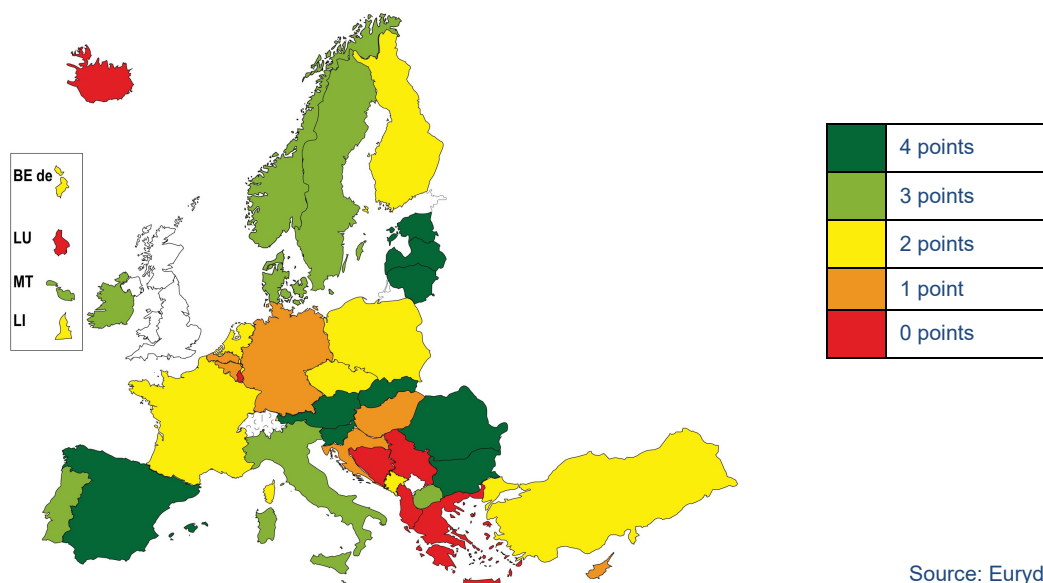 BE de
LU
MT
LI
4 points
3 points
2 points
1 point
0 points
Source: Euryd